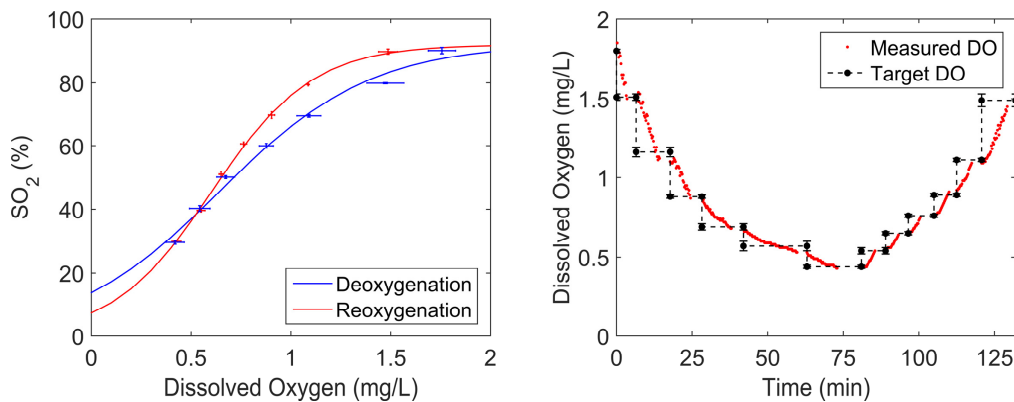 100
80
60
40
20
0
SO2 (%)
Deoxygenation
Reoxygenation
0 0.5 1 1.5 2
Dissolved Oxygen (mg/L)
2
1.5
1
0.5
0
Dissolved Oxygen (mg/L)
Measured DO
Target DO
0 25 50 75 100 125
Time (min)